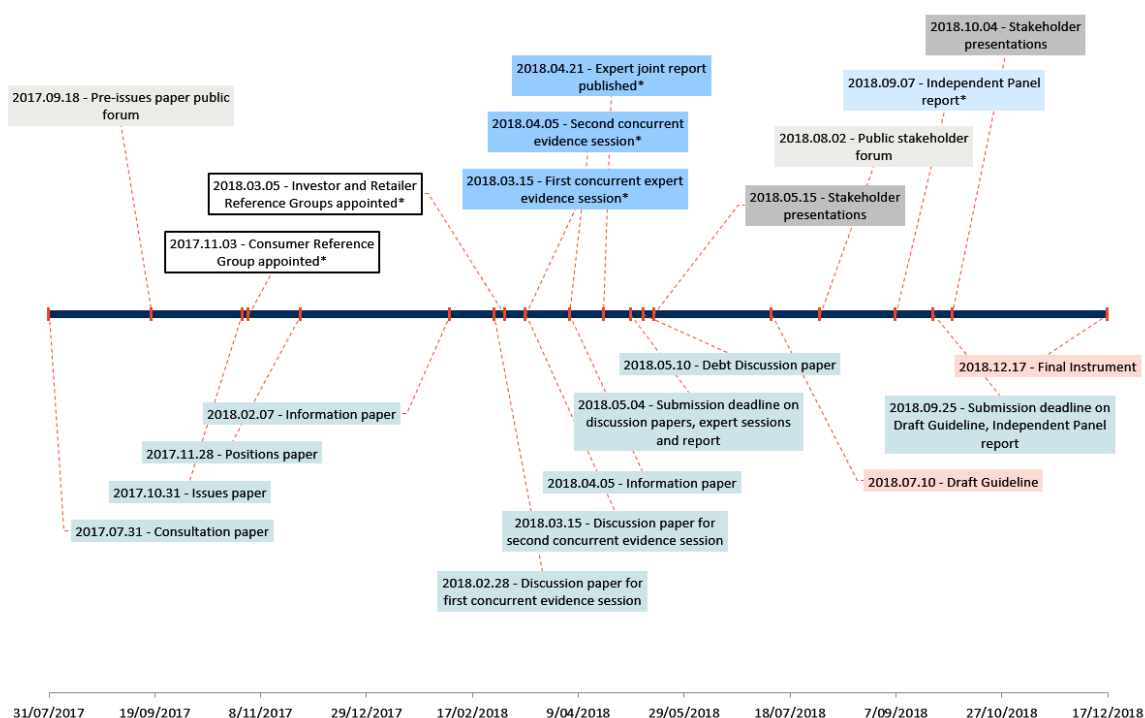 2018.10.04 - Stakeholder
presentations
2018.04.21 - Expert joint report
published*
2018.09.07 - Independent Panel
report*
2017.09.18 - Pre-issues paper public
forum
2018.04.05 - Second concurrent
evidence session*
2018.08.02 - Public stakeholder
forum
2018.03.05 - Investor and Retailer
Reference Groups appointed*
2018.03.15 - First concurrent expert
evidence session*
2018.05.15 - Stakeholder
presentations
2017.11.03 - Consumer Reference
Group appointed*
2018.05.10 - Debt Discussion paper
2018.12.17 - Final Instrument
2018.02.07 - Information paper
2018.05.04 - Submission deadline on
discussion papers, expert sessions
and report
2018.09.25 - Submission deadline on
Draft Guideline, Independent Panel
report
2017.11.28 - Positions paper
2018.04.05 - Information paper
2018.07.10 - Draft Guideline
2017.10.31 - Issues paper
2017.07.31 - Consultation paper
2018.03.15 - Discussion paper for
second concurrent evidence session
2018.02.28 - Discussion paper for
first concurrent evidence session
31/07/2017 19/09/2017 8/11/2017 29/12/2017 17/02/2018 9/04/2018 29/05/2018 18/07/2018 7/09/2018 27/10/2018 17/12/2018